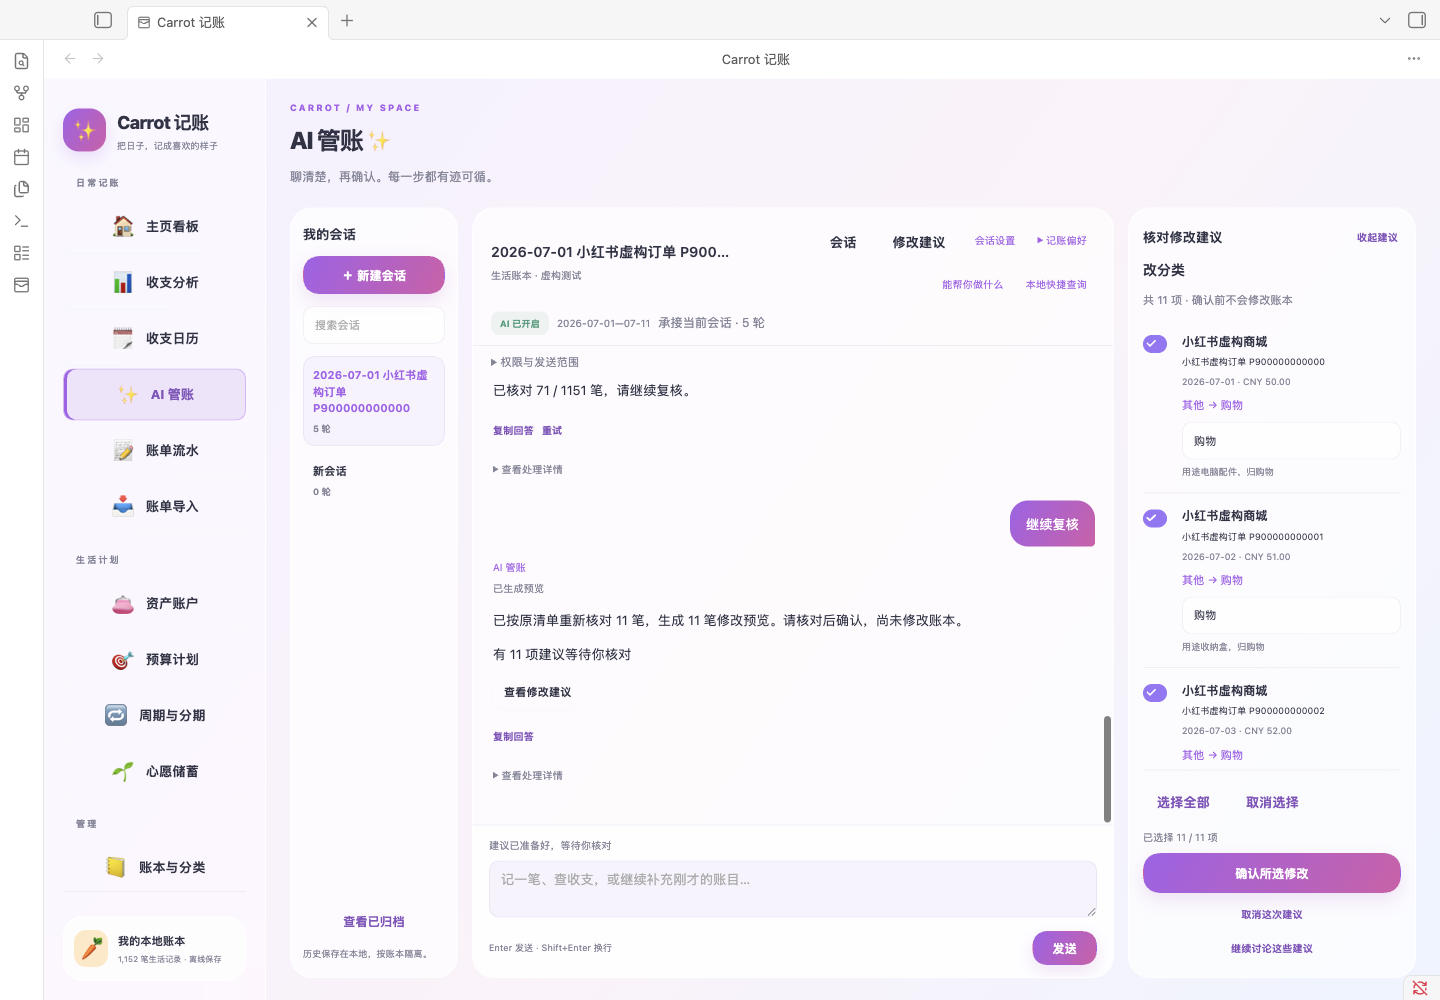 Carrot 记账
Carrot 记账
Carrot 记账
把日子，记成喜欢的样子
日常记账
主页看板
收支分析
收支日历
AI 管账
账单流水
账单导入
生活计划
资产账户
预算计划
周期与分期
心愿储蓄
管理
账本与分类
我的本地账本
1,152 笔生活记录 · 离线保存
CARROT / MY SPACE
AI 管账
聊清楚，再确认。每一步都有迹可循。
我的会话
+ 新建会话
搜索会话
2026-07-01 小红书虚
构订单
P900000000000
5 轮
新会话
0 轮
查看已归档
历史保存在本地，按账本隔离。
2026-07-01 小红书虚构订单 P900...
生活账本 · 虚构测试
会话
修改建议
会话设置
记账偏好
能帮你做什么
本地快捷查询
AI 已开启
2026-07-01—07-11
承接当前会话 · 5 轮
权限与发送范围
已核对 71 / 1151 笔，请继续复核。
复制回答 重试
查看处理详情
继续复核
AI 管账
已生成预览
已按原清单重新核对 11 笔，生成 11 笔修改预览。请核对后确认，尚未修改账本。
有 11 项建议等待你核对
查看修改建议
复制回答
查看处理详情
建议已准备好，等待你核对
记一笔、查收支，或继续补充刚才的账目...
Enter 发送 · Shift+Enter 换行
发送
核对修改建议
收起建议
改分类
共 11 项 · 确认前不会修改账本
小红书虚构商城
小红书虚构订单 P900000000000
2026-07-01 · CNY 50.00
其他 → 购物
购物
用途电脑配件，归购物
小红书虚构商城
小红书虚构订单 P900000000001
2026-07-02 · CNY 51.00
其他 → 购物
购物
用途收纳盒，归购物
小红书虚构商城
小红书虚构订单 P900000000002
2026-07-03 · CNY 52.00
其他 → 购物
选择全部
取消选择
已选择 11 / 11 项
确认所选修改
取消这次建议
继续讨论这些建议